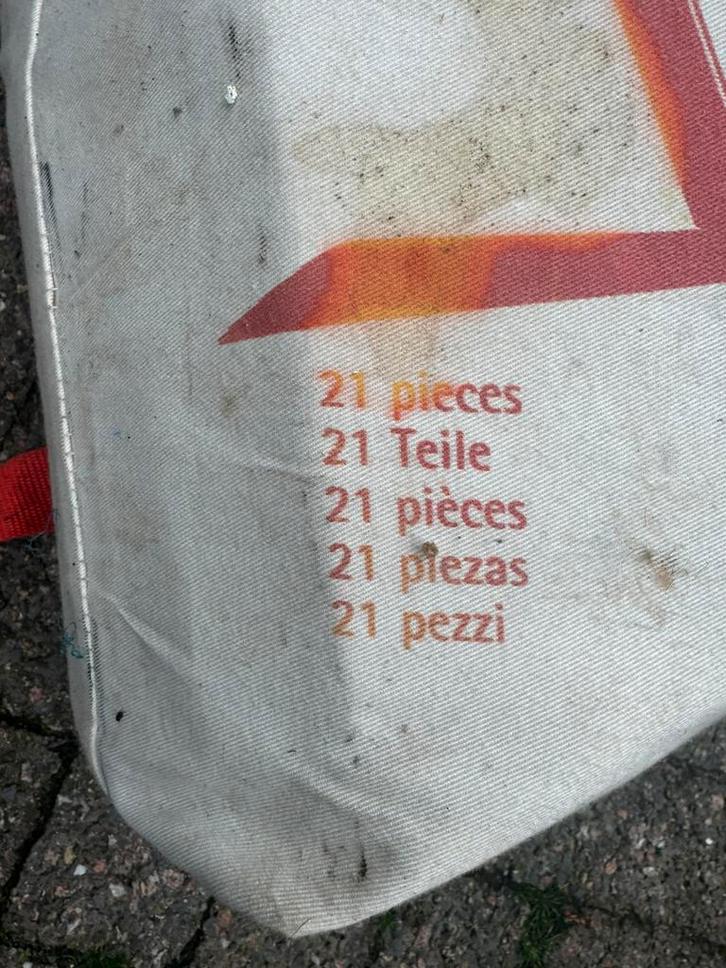 21 pieces
21 Teile
21 pièces
21 piezas
21 pezzi